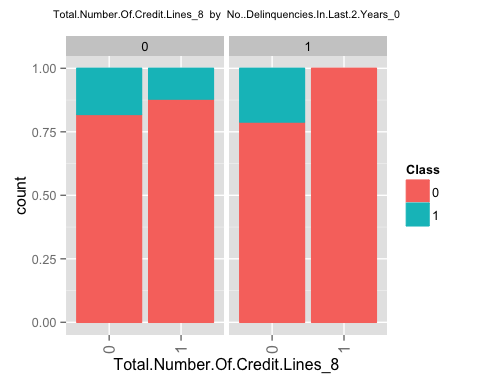 Total.Number.Of.Credit.Lines_8 by No..Delinquencies.In.Last.2.Years_0
0 1
1.00
0.75
0.50
0.25
0.00
count
0 1 0 1
Total.Number.Of.Credit.Lines_8
Class
0
1